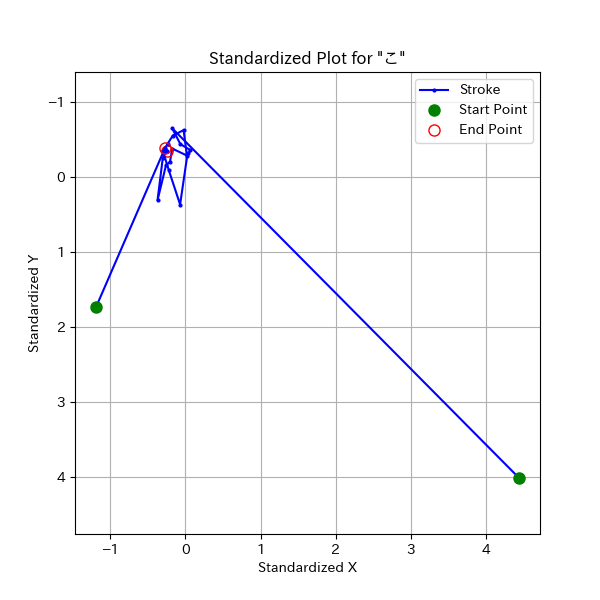 Standardized Plot for "こ"
Stroke
Start Point
End Point
−1
0
1
2
3
4
Standardized Y
−1 0 1 2 3 4
Standardized X